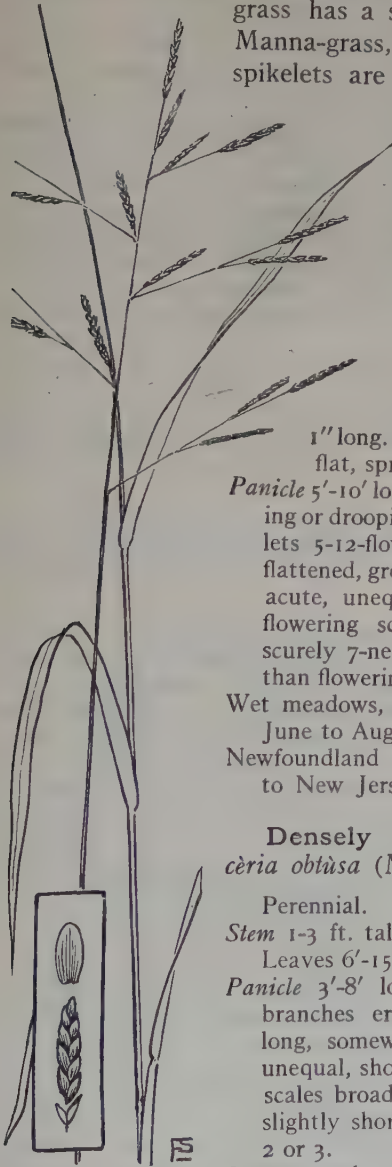 grass has a s
Manna-grass,
spikelets are
1″ long.
flat, spr
Panicle 5′-10′ lo
ing or droopi
lets 5-12-flo
flattened, gre
acute, uneq
flowering sc
scurely 7-ne
than flowerin
Wet meadows,
June to Aug
Newfoundland
to New Jers
Densely
cèria obtùsa (M
Perennial.
Stem 1-3 ft. tal
Leaves 6′-15
Panicle 3′-8′ lo
branches er
long, somew
unequal, sho
scales broad
slightly shor
2 or 3.